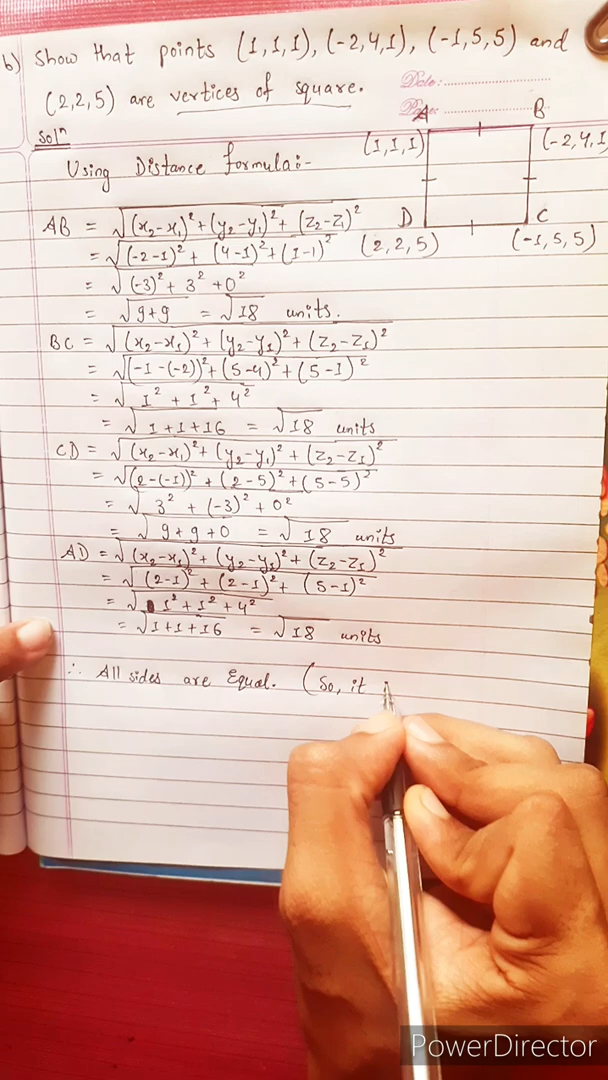 b) Show that points (1,1,1), (-2,4,1), (-1,5,5) and
(2,2,5) are vertices of square.
Date:
Page:
Solⁿ
A B
(1,1,1) (-2,4,1
Using Distance formula:-
D C
(2,2,5) (-1,5,5)
AB = √(x₂-x₁)²+(y₂-y₁)²+(z₂-z₁)²
= √(-2-1)²+(4-1)²+(1-1)²
= √(-3)²+3²+0²
= √9+9 = √18 units.
BC = √(x₂-x₁)²+(y₂-y₁)²+(z₂-z₁)²
= √(-1-(-2))²+(5-4)²+(5-1)²
= √1²+1²+4²
= √1+1+16 = √18 units
CD = √(x₂-x₁)²+(y₂-y₁)²+(z₂-z₁)²
= √(2-(-1))²+(2-5)²+(5-5)²
= √3²+(-3)²+0²
= √9+9+0 = √18 units
AD = √(x₂-x₁)²+(y₂-y₁)²+(z₂-z₁)²
= √(2-1)²+(2-1)²+(5-1)²
= √1²+1²+4²
= √1+1+16 = √18 units
∴ All sides are Equal. (So, it
PowerDirector